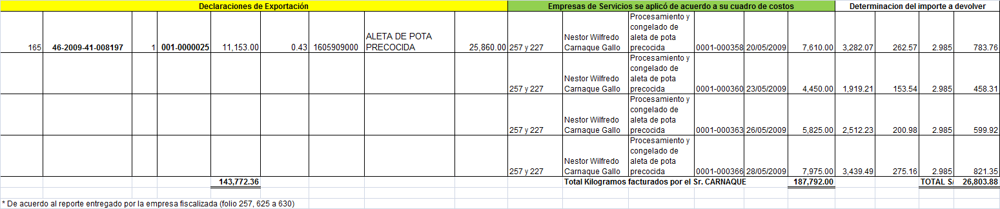 Declaraciones de Exportación Empresas de Servicios se aplicó de acuerdo a su cuadro de costos Determinacion del importe a devolver
165 46-2009-41-008197 1 001-0000025 11,153.00 0.43 1605909000 ALETA DE POTA PRECOCIDA 25,860.00 257 y 227 Nestor Wilfredo Carnaque Gallo Procesamiento y congelado de aleta de pota precocida 0001-000358 20/05/2009 7,610.00 3,282.07 262.57 2.985 783.76
257 y 227 Nestor Wilfredo Carnaque Gallo Procesamiento y congelado de aleta de pota precocida 0001-000360 23/05/2009 4,450.00 1,919.21 153.54 2.985 458.31
257 y 227 Nestor Wilfredo Carnaque Gallo Procesamiento y congelado de aleta de pota precocida 0001-000363 26/05/2009 5,825.00 2,512.23 200.98 2.985 599.92
257 y 227 Nestor Wilfredo Carnaque Gallo Procesamiento y congelado de aleta de pota precocida 0001-000366 28/05/2009 7,975.00 3,439.49 275.16 2.985 821.35
143,772.36 Total Kilogramos facturados por el Sr. CARNAQUE 187,792.00 TOTAL S/ 26,803.88
* De acuerdo al reporte entregado por la empresa fiscalizada (folio 257, 625 a 630)